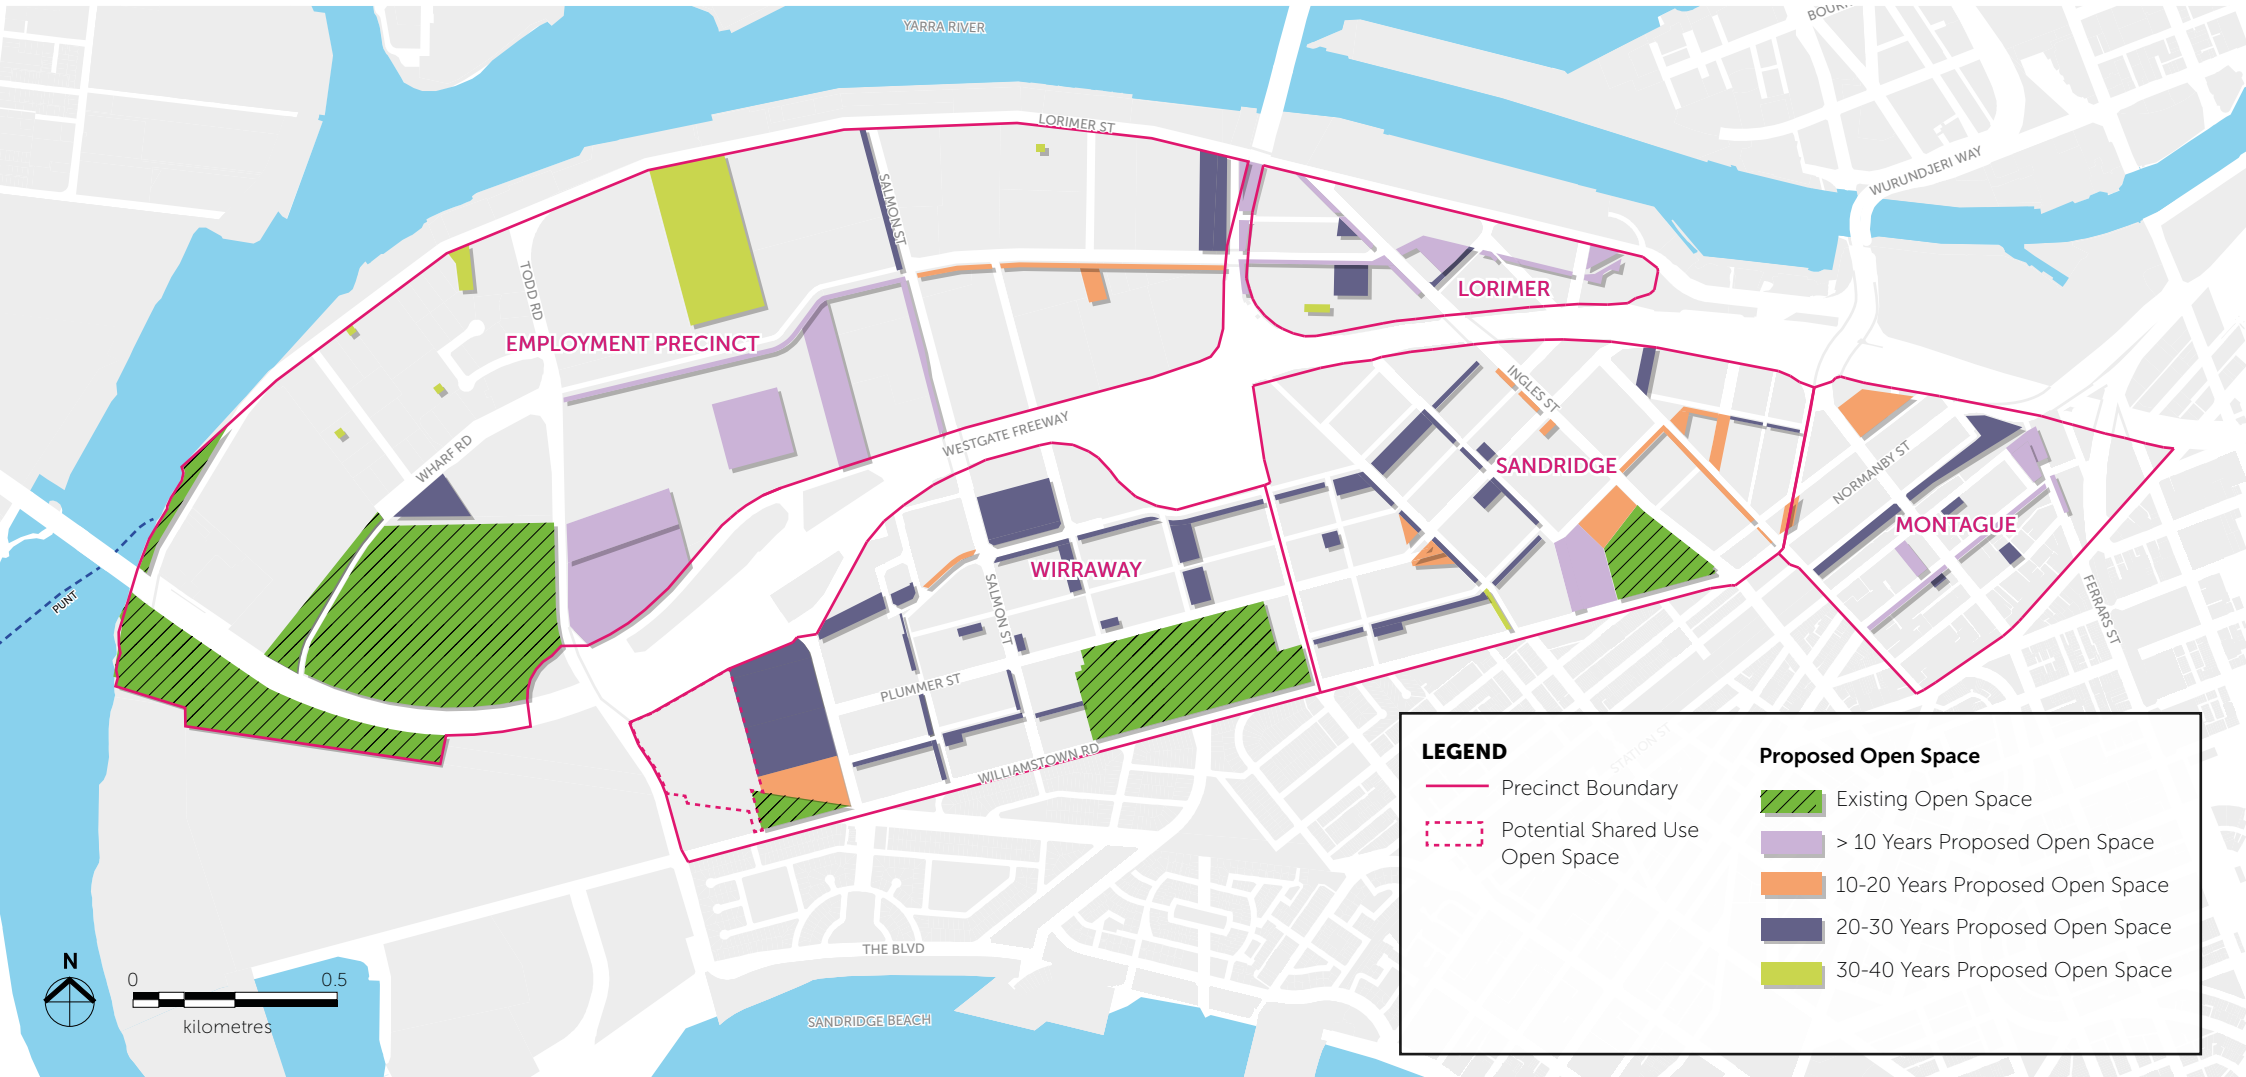 YARRA RIVER
BOUR
LORIMER ST
WURUNDJERI WAY
SALMON ST
TODD RD
LORIMER
EMPLOYMENT PRECINCT
INGLES ST
WESTGATE FREEWAY
WHARF RD
SANDRIDGE
NORMANBY ST
MONTAGUE
PUNT
WIRRAWAY
SALMON ST
FERRARS ST
PLUMMER ST
WILLIAMSTOWN RD
STATION ST
THE BLVD
SANDRIDGE BEACH
N
0 0.5
kilometres
LEGEND
Precinct Boundary
Potential Shared Use
Open Space
Proposed Open Space
Existing Open Space
> 10 Years Proposed Open Space
10-20 Years Proposed Open Space
20-30 Years Proposed Open Space
30-40 Years Proposed Open Space